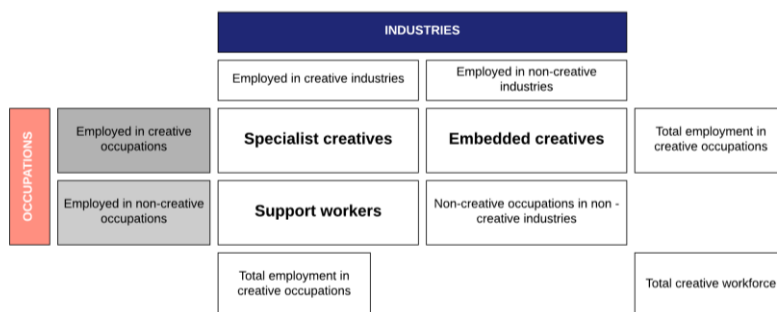 INDUSTRIES
Employed in creative industries
Employed in non-creative
industries
OCCUPATIONS
Employed in creative
occupations
Specialist creatives
Embedded creatives
Total employment in
creative occupations
Employed in non-creative
occupations
Support workers
Non-creative occupations in non -
creative industries
Total employment in
creative occupations
Total creative workforce